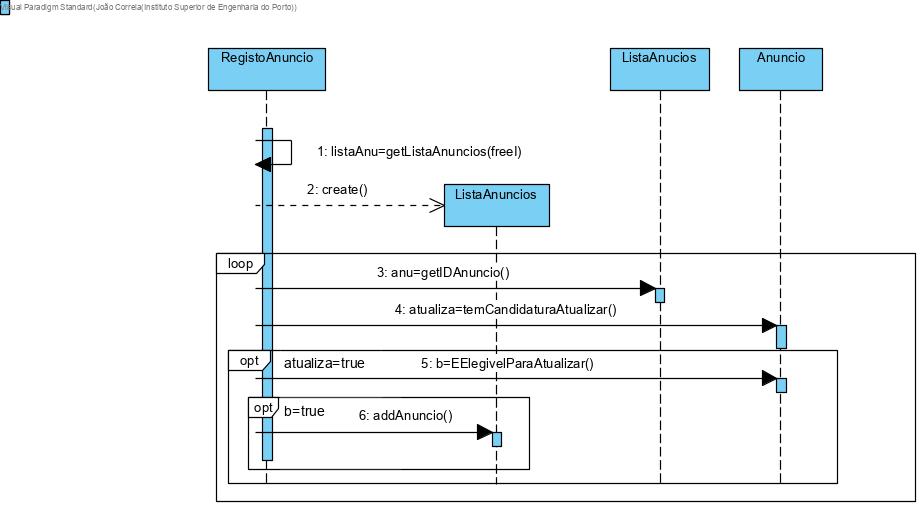 Visual Paradigm Standard(João Correia(Instituto Superior de Engenharia do Porto))
RegistoAnuncio
ListaAnucios
Anuncio
1: listaAnu=getListaAnuncios(freeI)
2: create()
ListaAnuncios
loop
3: anu=getIDAnuncio()
4: atualiza=temCandidaturaAtualizar()
opt
atualiza=true
5: b=EElegivelParaAtualizar()
opt
b=true
6: addAnuncio()